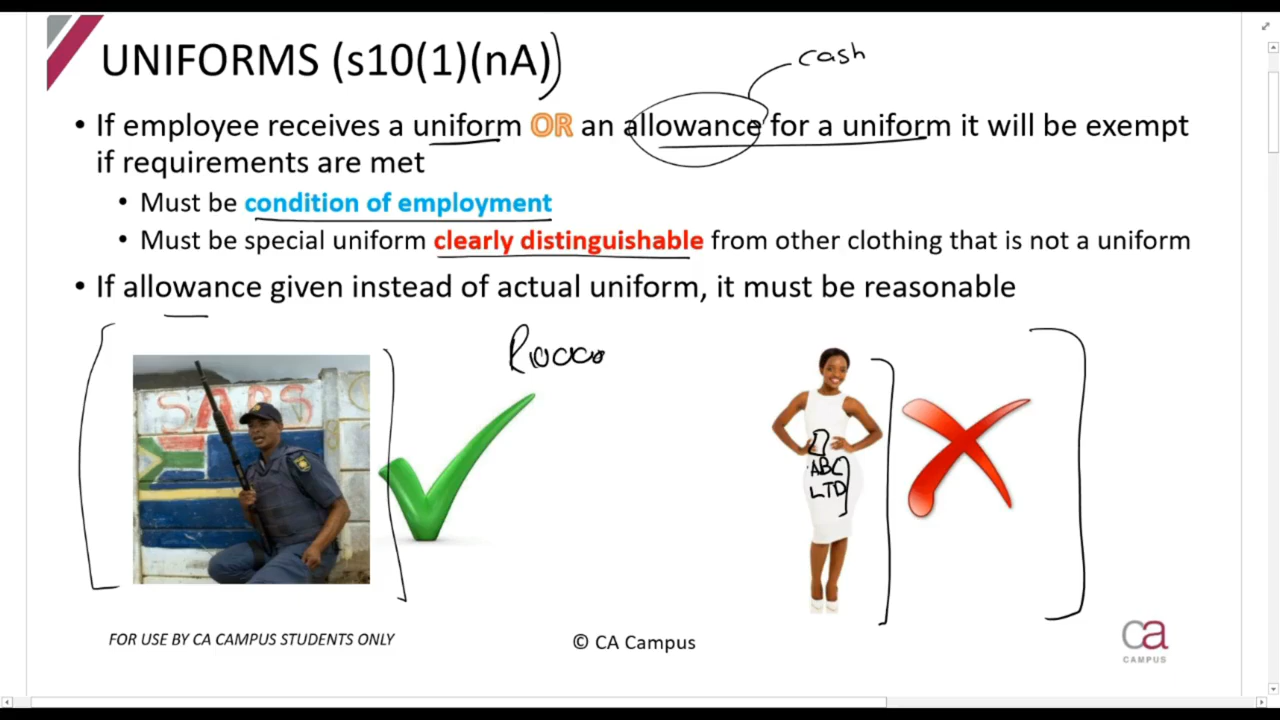 UNIFORMS (s10(1)(nA))
cash
• If employee receives a uniform OR an allowance for a uniform it will be exempt
if requirements are met
• Must be condition of employment
• Must be special uniform clearly distinguishable from other clothing that is not a uniform
• If allowance given instead of actual uniform, it must be reasonable
SAPS
ABC
LTD
FOR USE BY CA CAMPUS STUDENTS ONLY
© CA Campus
ca
CAMPUS